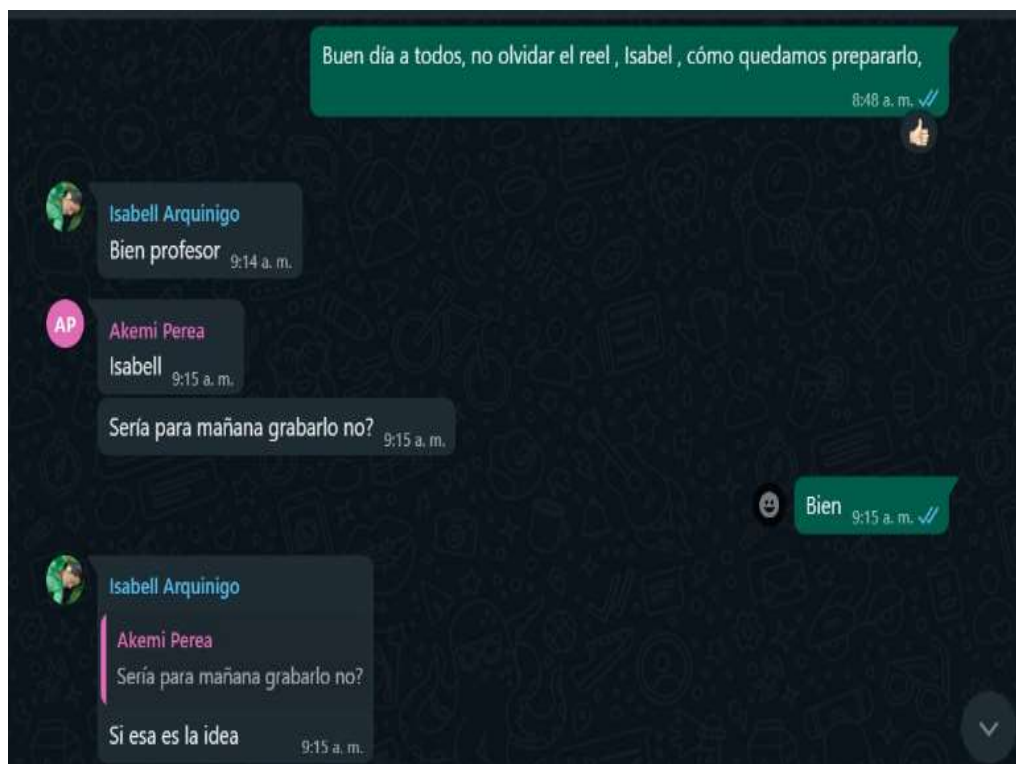 Buen día a todos, no olvidar el reel , Isabel , cómo quedamos prepararlo,
8:48 a. m.
Isabell Arquinigo
Bien profesor 9:14 a. m.
AP
Akemi Perea
Isabell 9:15 a. m.
Sería para mañana grabarlo no? 9:15 a. m.
Bien 9:15 a. m.
Isabell Arquinigo
Akemi Perea
Sería para mañana grabarlo no?
Si esa es la idea 9:15 a. m.